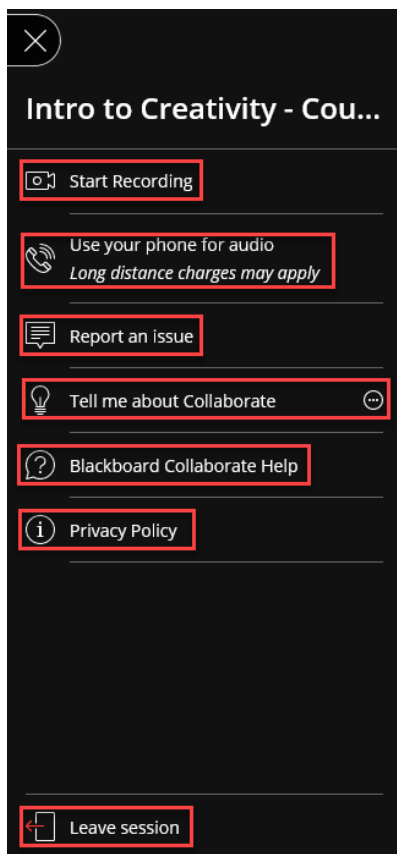 Intro to Creativity - Cou...
Start Recording
Use your phone for audio
Long distance charges may apply
Report an issue
Tell me about Collaborate
Blackboard Collaborate Help
Privacy Policy
Leave session